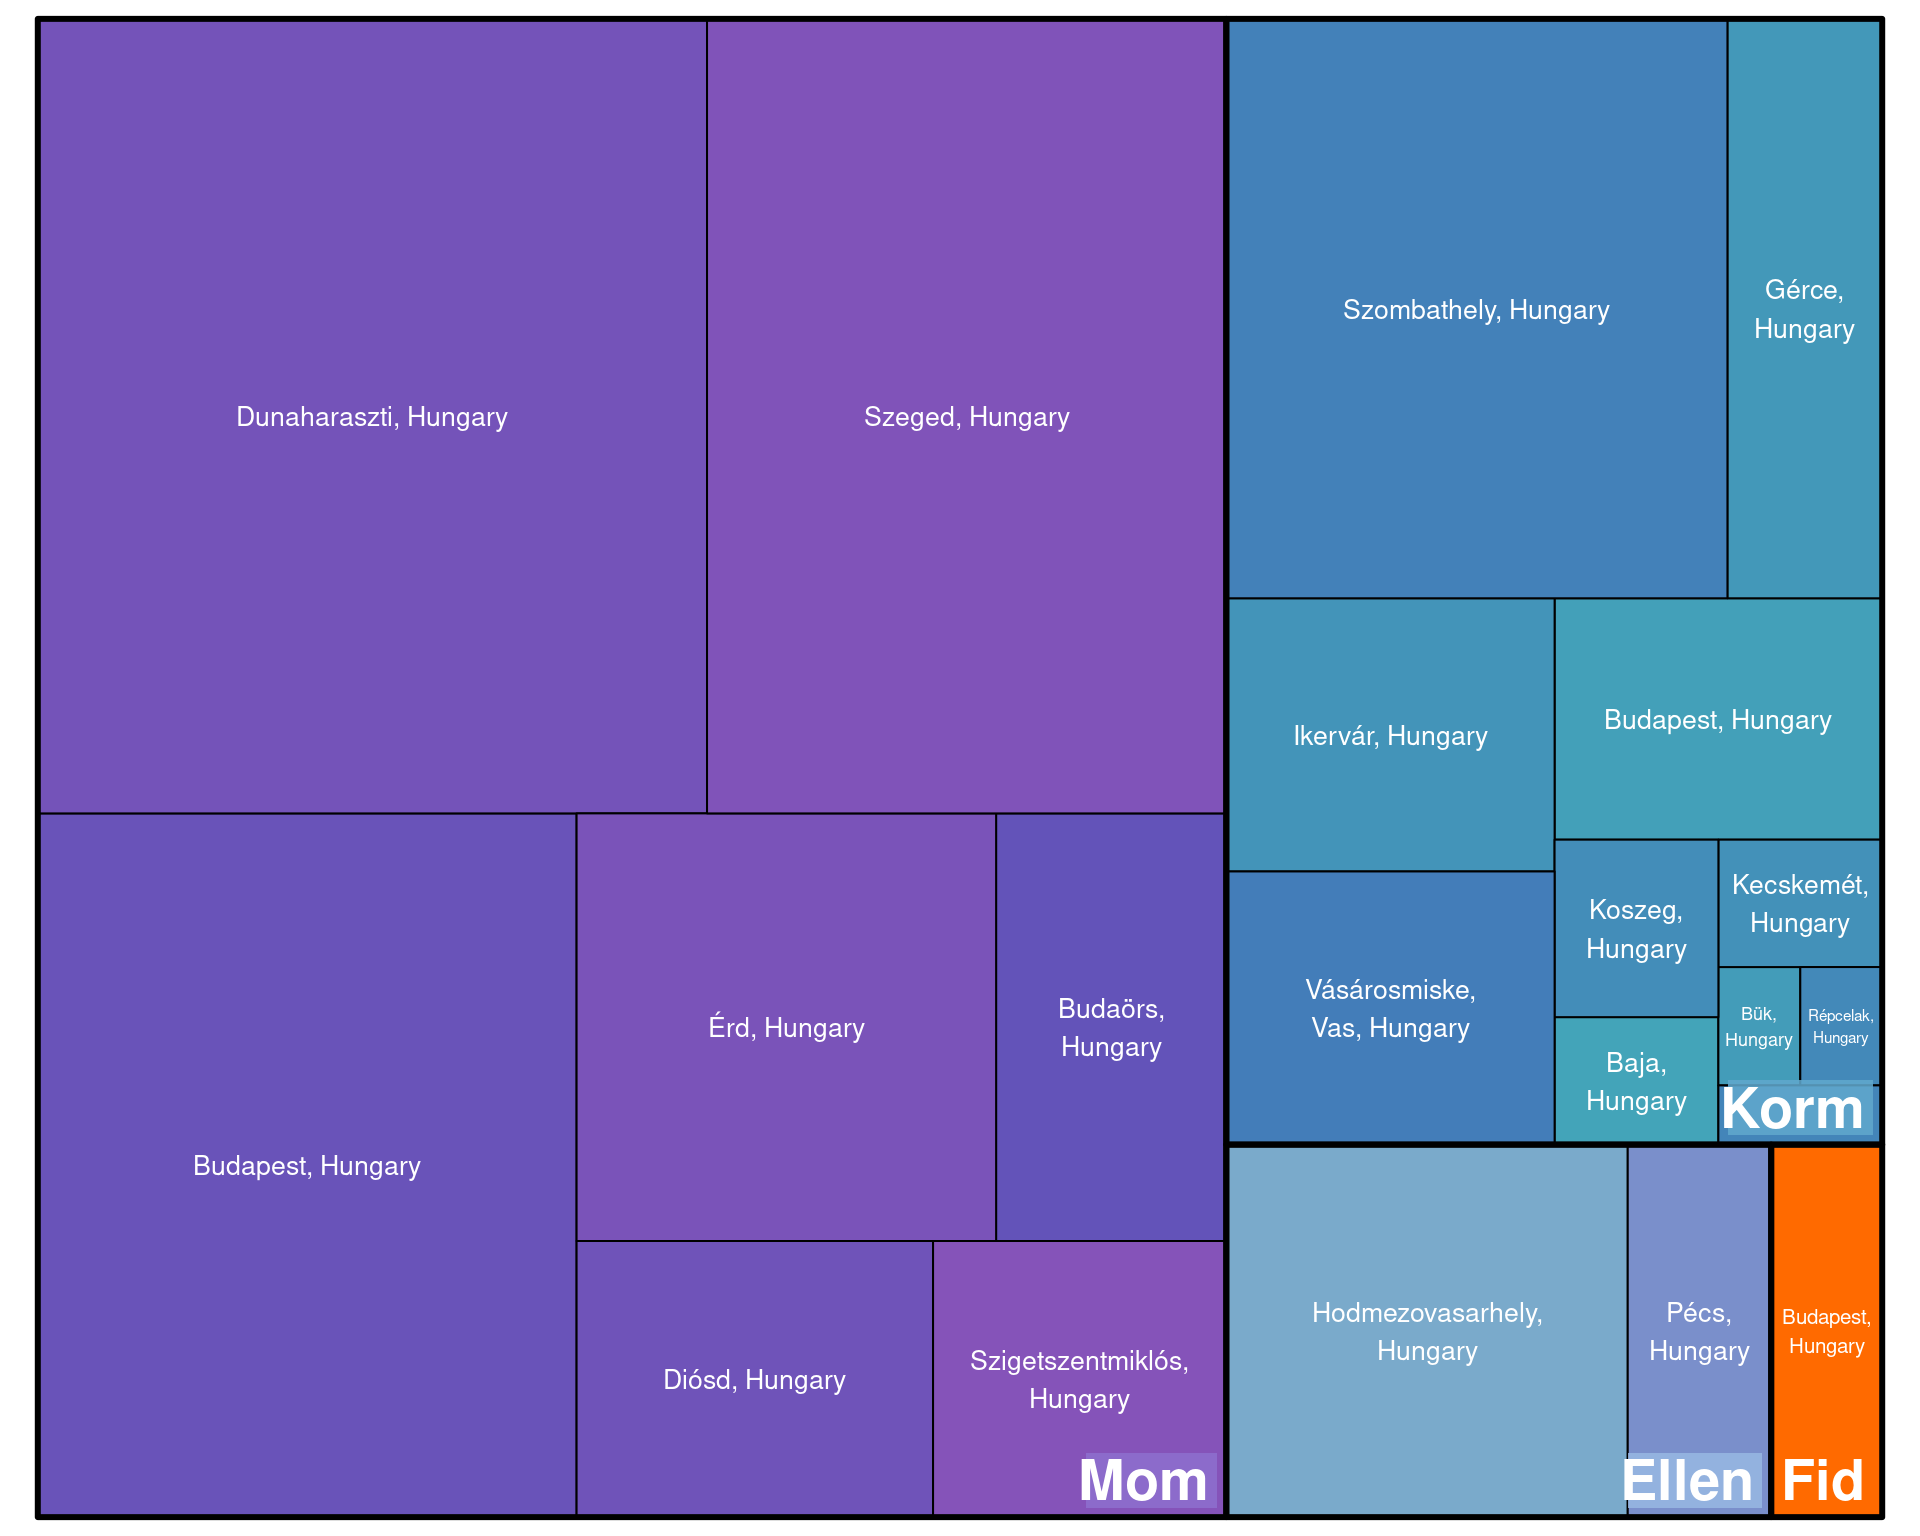 Dunaharaszti, Hungary
Szeged, Hungary
Budapest, Hungary
Érd, Hungary
Budaörs,
Hungary
Diósd, Hungary
Szigetszentmiklós,
Hungary
Mom
Szombathely, Hungary
Gérce,
Hungary
Ikervár, Hungary
Budapest, Hungary
Vásárosmiske,
Vas, Hungary
Koszeg,
Hungary
Kecskemét,
Hungary
Baja,
Hungary
Bük,
Hungary
Répcelak,
Hungary
Korm
Hodmezovasarhely,
Hungary
Pécs,
Hungary
Ellen
Budapest,
Hungary
Fid